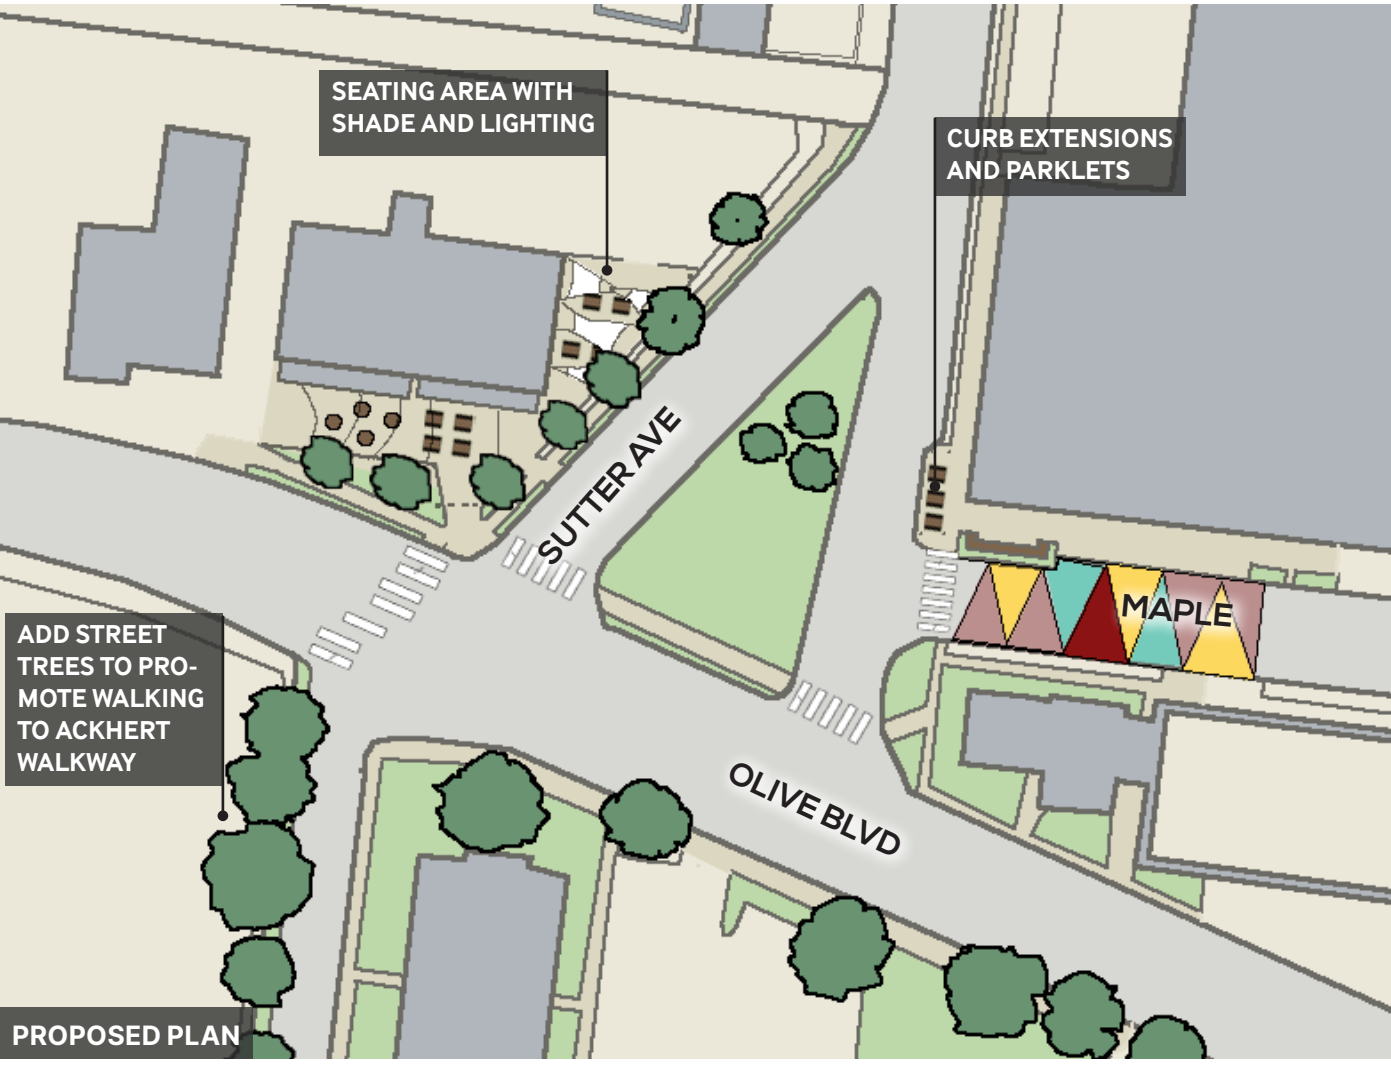 SEATING AREA WITH
SHADE AND LIGHTING
CURB EXTENSIONS
AND PARKLETS
SUTTER AVE
MAPLE
ADD STREET
TREES TO PRO-
MOTE WALKING
TO ACKHERT
WALKWAY
OLIVE BLVD
PROPOSED PLAN